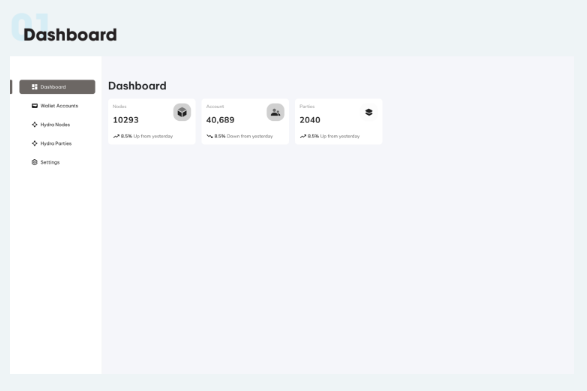 01
Dashboard
Dashboard
Wallet Accounts
Hydra Nodes
Hydra Parties
Settings
Dashboard
Nodes
10293
8.5% Up from yesterday
Account
40,689
8.5% Down from yesterday
Parties
2040
8.5% Up from yesterday